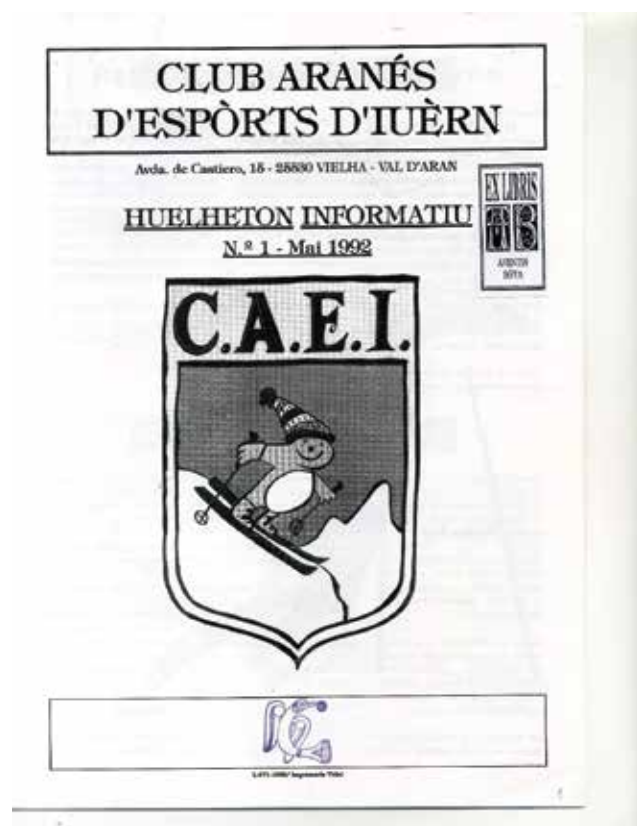 CLUB ARANÉS
D'ESPÒRTS D'IUÈRN
Avda. de Castiero, 15 - 25530 VIELHA - VAL D'ARAN
EX LIBRIS
HUELHETON INFORMATIU
N.º 1 - Mai 1992
C.A.E.I.